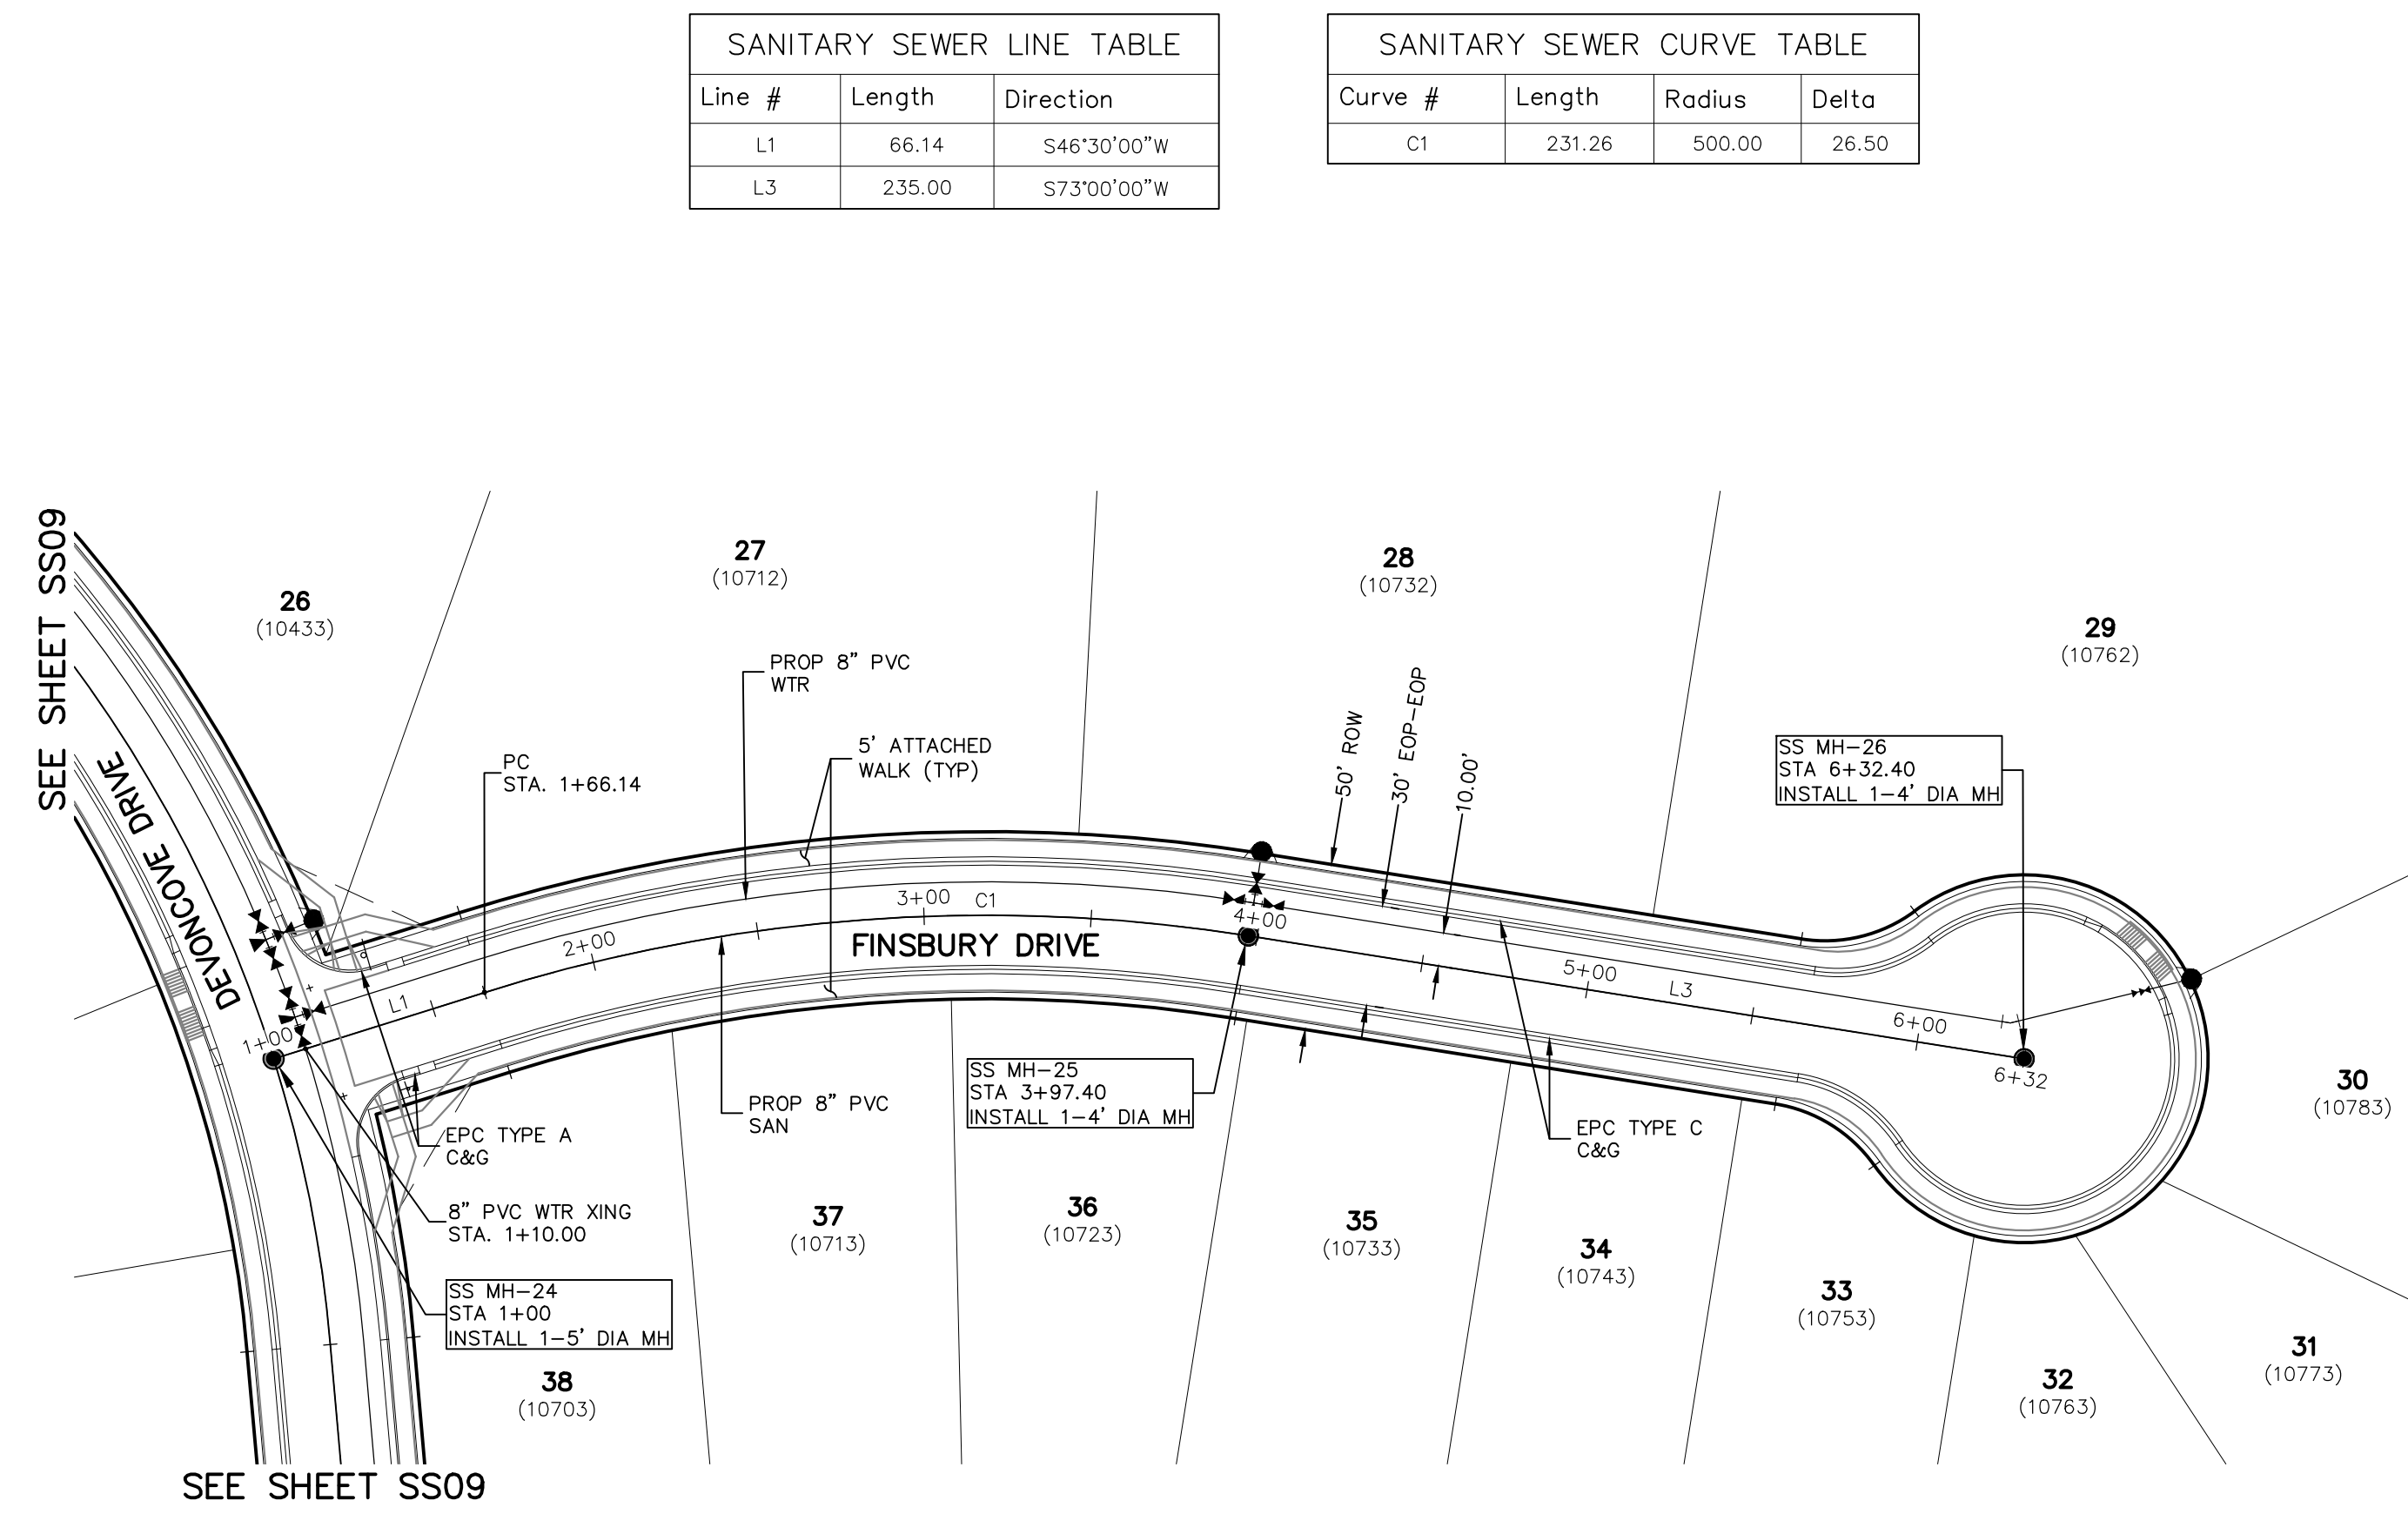 SANITARY SEWER LINE TABLE
Line # Length Direction
L1 66.14 S46°30'00"W
L3 235.00 S73°00'00"W
SANITARY SEWER CURVE TABLE
Curve # Length Radius Delta
C1 231.26 500.00 26.50
SEE SHEET SS09
DEVONCOVE DRIVE
26
(10433)
27
(10712)
28
(10732)
29
(10762)
PROP 8" PVC
WTR
5' ATTACHED
WALK (TYP)
PC
STA. 1+66.14
50' ROW
30' EOP-EOP
10.00'
SS MH-26
STA 6+32.40
INSTALL 1-4' DIA MH
1+00
L1
2+00
3+00
C1
4+00
FINSBURY DRIVE
5+00
L3
6+00
6+32
SS MH-25
STA 3+97.40
INSTALL 1-4' DIA MH
PROP 8" PVC
SAN
EPC TYPE A
C&G
EPC TYPE C
C&G
8" PVC WTR XING
STA. 1+10.00
SS MH-24
STA 1+00
INSTALL 1-5' DIA MH
30
(10783)
37
(10713)
36
(10723)
35
(10733)
34
(10743)
33
(10753)
31
(10773)
32
(10763)
38
(10703)
SEE SHEET SS09